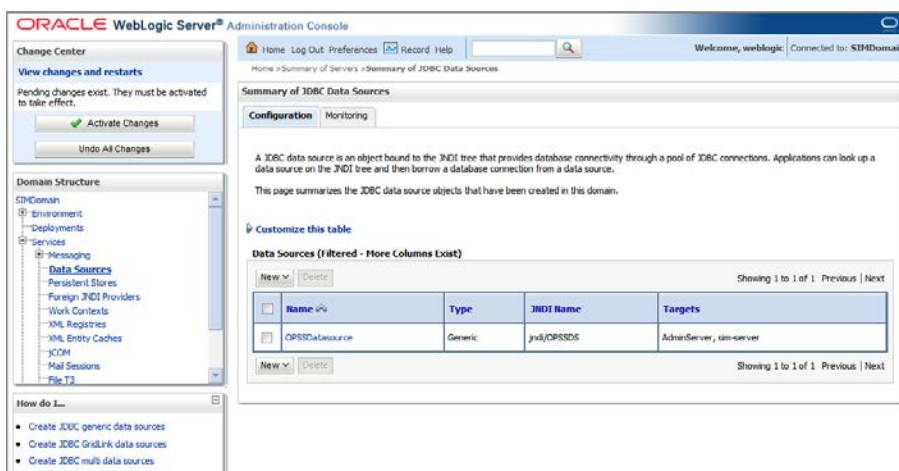 ORACLE WebLogic Server® Administration Console
Change Center
View changes and restarts
Pending changes exist. They must be activated
to take effect.
Activate Changes
Undo All Changes
Domain Structure
SIMDomain
Environment
Deployments
Services
Messaging
Data Sources
Persistent Stores
Foreign JNDI Providers
Work Contexts
XML Registries
XML Entity Caches
jCOM
Mail Sessions
File T3
How do I...
Create JDBC generic data sources
Create JDBC GridLink data sources
Create JDBC multi data sources
Home Log Out Preferences Record Help
Welcome, weblogic Connected to: SIMDomai
Home >Summary of Servers >Summary of JDBC Data Sources
Summary of JDBC Data Sources
Configuration Monitoring
A JDBC data source is an object bound to the JNDI tree that provides database connectivity through a pool of JDBC connections. Applications can look up a
data source on the JNDI tree and then borrow a database connection from a data source.
This page summarizes the JDBC data source objects that have been created in this domain.
Customize this table
Data Sources (Filtered - More Columns Exist)
New Delete Showing 1 to 1 of 1 Previous | Next
Name Type JNDI Name Targets
OPSSDatasource Generic jndi/OPSSDS AdminServer, sim-server
New Delete Showing 1 to 1 of 1 Previous | Next